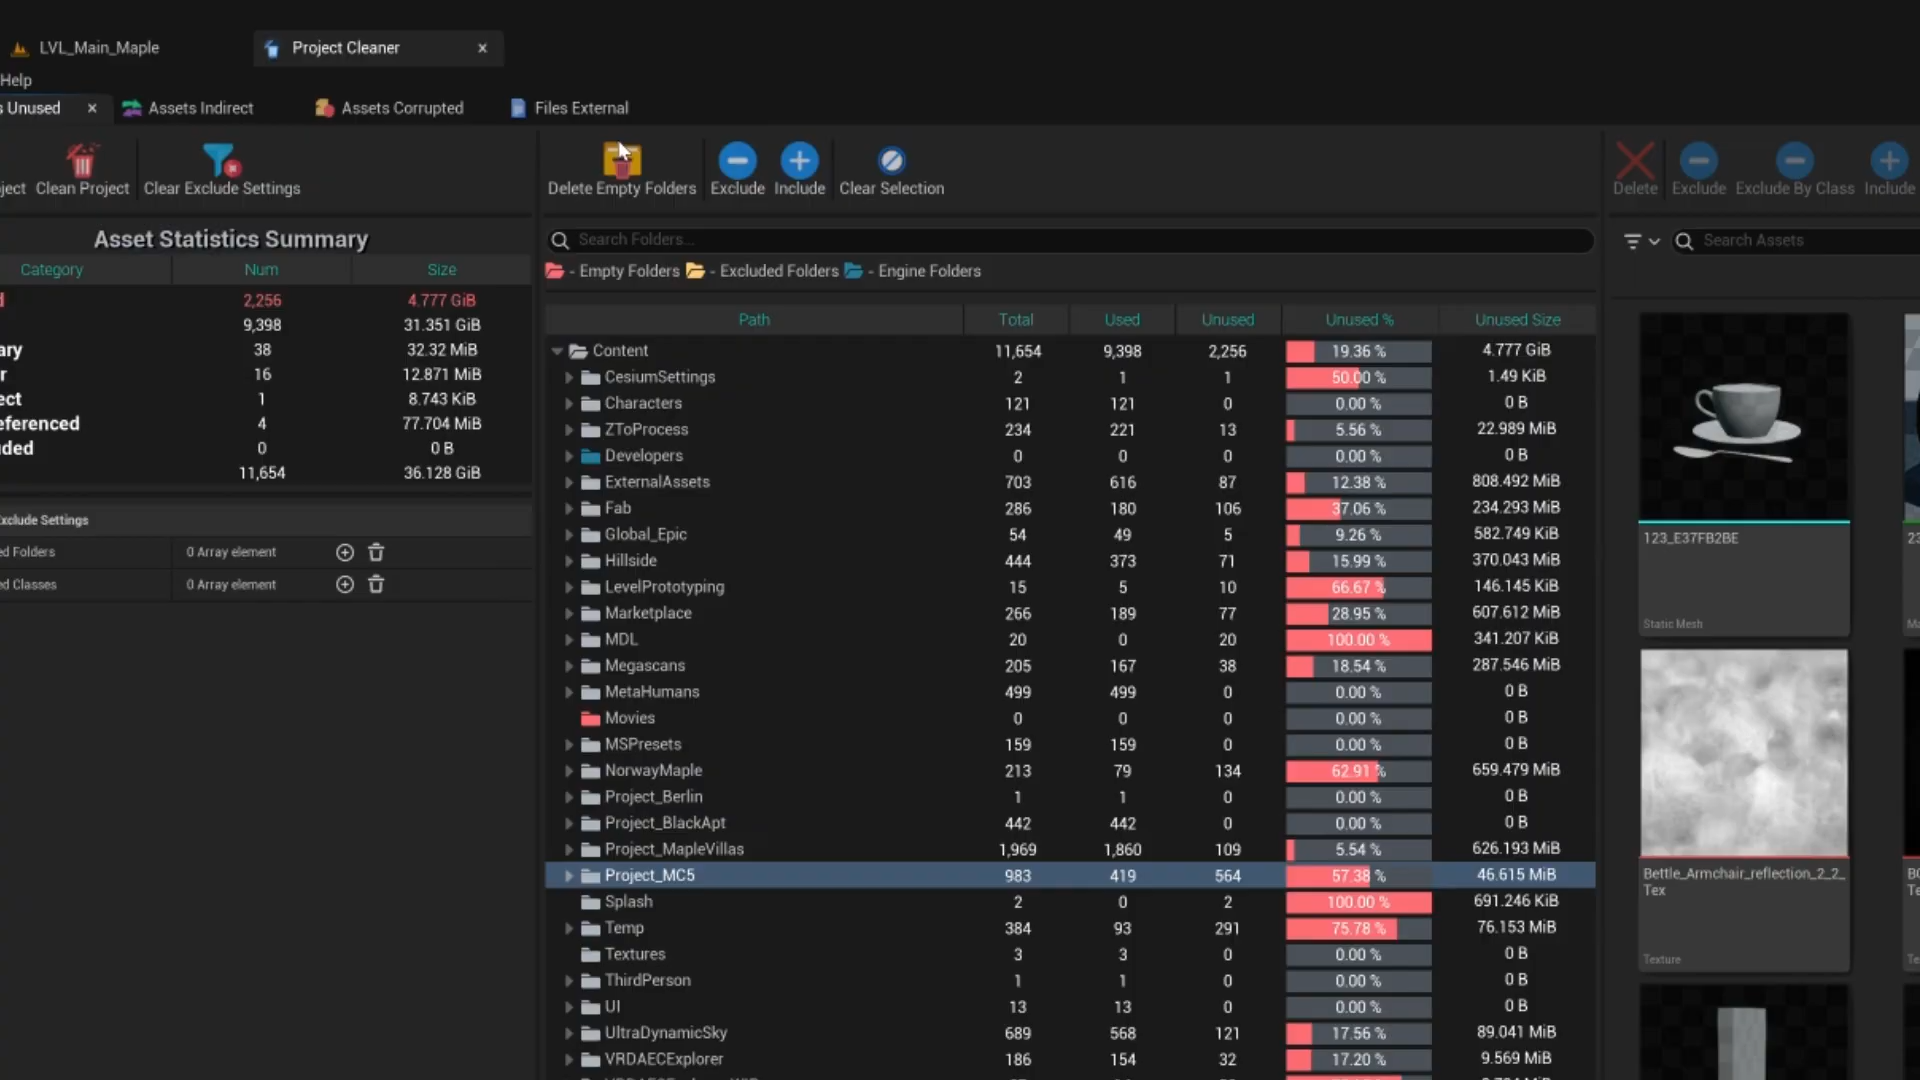 LVL_Main_Maple
Project Cleaner
Help
s Unused
Assets Indirect
Assets Corrupted
Files External
ject
Clean Project
Clear Exclude Settings
Delete Empty Folders
Exclude
Include
Clear Selection
Delete
Exclude
Exclude By Class
Include
Asset Statistics Summary
Category Num Size
d 2,256 4.777 GiB
9,398 31.351 GiB
ary 38 32.32 MiB
r 16 12.871 MiB
ect 1 8.743 KiB
eferenced 4 77.704 MiB
ded 0 0 B
11,654 36.128 GiB
xclude Settings
ed Folders 0 Array element
ed Classes 0 Array element
Search Folders...
- Empty Folders - Excluded Folders - Engine Folders
Path Total Used Unused Unused % Unused Size
Content 11,654 9,398 2,256 19.36 % 4.777 GiB
CesiumSettings 2 1 1 50.00 % 1.49 KiB
Characters 121 121 0 0.00 % 0 B
ZToProcess 234 221 13 5.56 % 22.989 MiB
Developers 0 0 0 0.00 % 0 B
ExternalAssets 703 616 87 12.38 % 808.492 MiB
Fab 286 180 106 37.06 % 234.293 MiB
Global_Epic 54 49 5 9.26 % 582.749 KiB
Hillside 444 373 71 15.99 % 370.043 MiB
LevelPrototyping 15 5 10 66.67 % 146.145 KiB
Marketplace 266 189 77 28.95 % 607.612 MiB
MDL 20 0 20 100.00 % 341.207 KiB
Megascans 205 167 38 18.54 % 287.546 MiB
MetaHumans 499 499 0 0.00 % 0 B
Movies 0 0 0 0.00 % 0 B
MSPresets 159 159 0 0.00 % 0 B
NorwayMaple 213 79 134 62.91 % 659.479 MiB
Project_Berlin 1 1 0 0.00 % 0 B
Project_BlackApt 442 442 0 0.00 % 0 B
Project_MapleVillas 1,969 1,860 109 5.54 % 626.193 MiB
Project_MC5 983 419 564 57.38 % 46.615 MiB
Splash 2 0 2 100.00 % 691.246 KiB
Temp 384 93 291 75.78 % 76.153 MiB
Textures 3 3 0 0.00 % 0 B
ThirdPerson 1 1 0 0.00 % 0 B
UI 13 13 0 0.00 % 0 B
UltraDynamicSky 689 568 121 17.56 % 89.041 MiB
VRDAECExplorer 186 154 32 17.20 % 9.569 MiB
Search Assets
123_E37FB2BE
23
Static Mesh
Ma
Bettle_Armchair_reflection_2_2_
Tex
BC
Te
Texture
Te